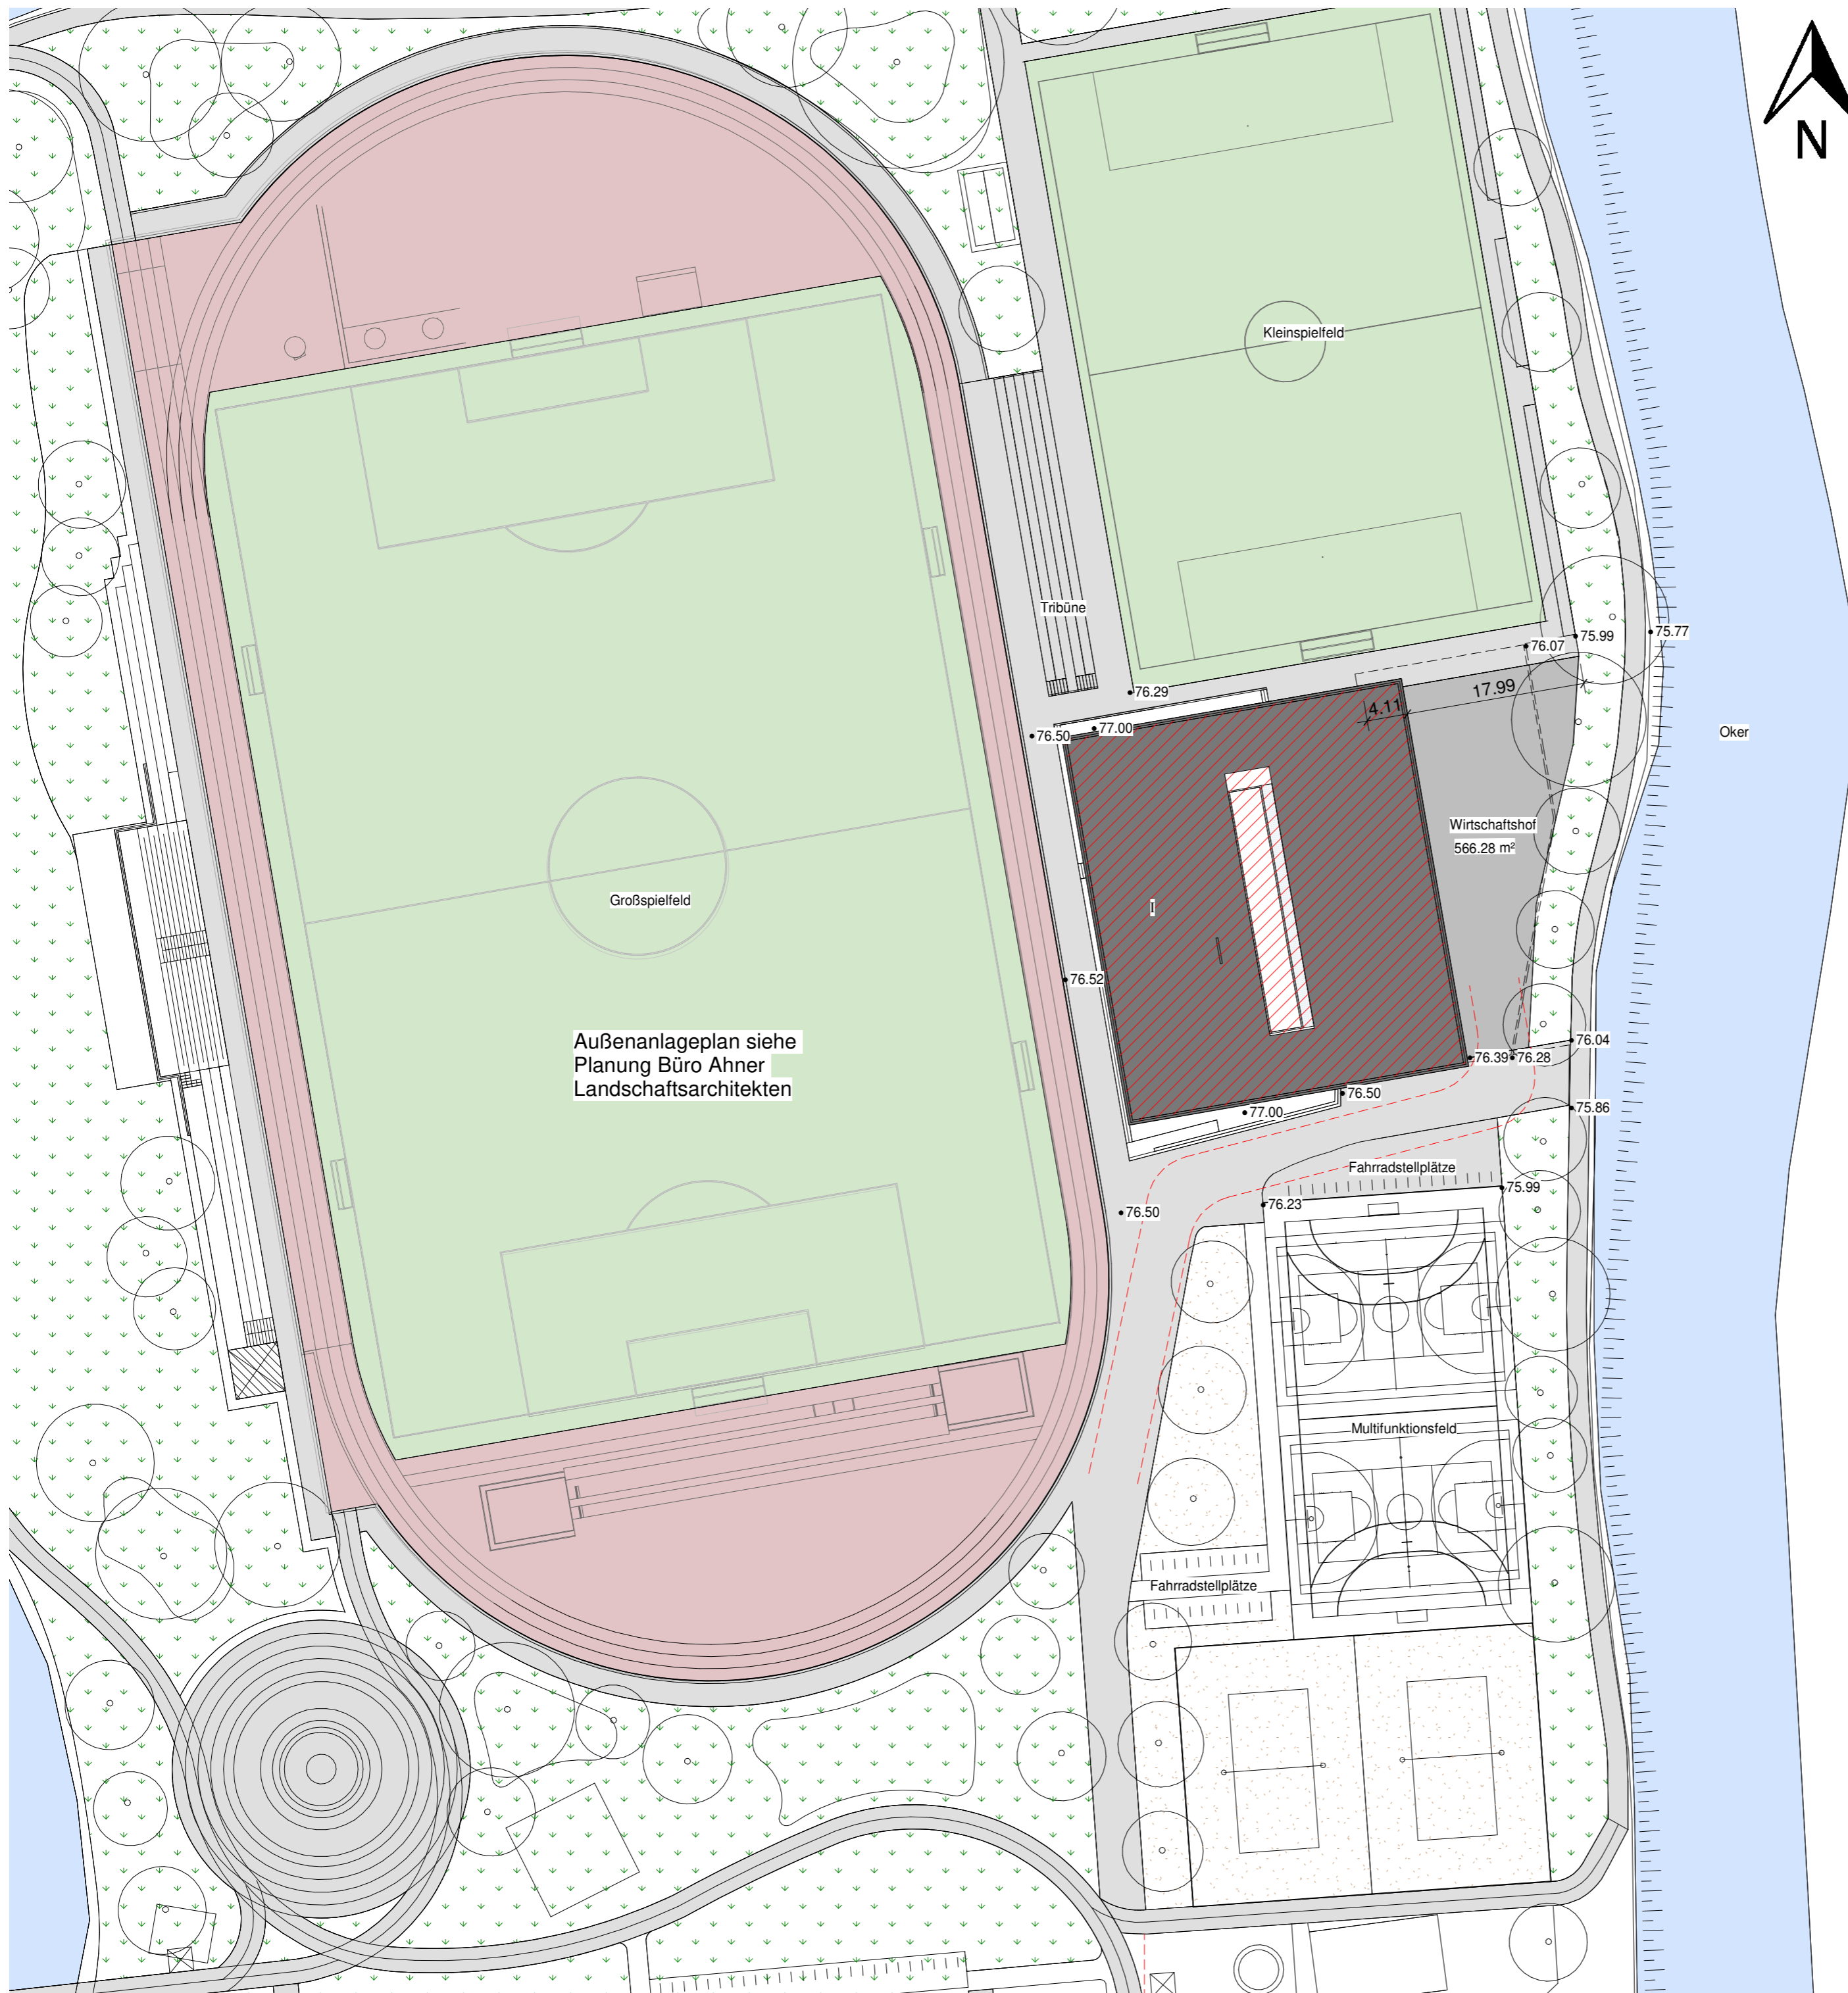 N
Kleinspielfeld
Tribüne
76.29
76.07
75.99
75.77
17.99
4.11
76.50
77.00
Oker
Wirtschaftshof
566.28 m²
Großspielfeld
I
76.52
Außenanlageplan siehe
Planung Büro Ahner
Landschaftsarchitekten
76.39
76.28
76.04
76.50
77.00
75.86
Fahrradstellplätze
75.99
76.23
76.50
Multifunktionsfeld
Fahrradstellplätze